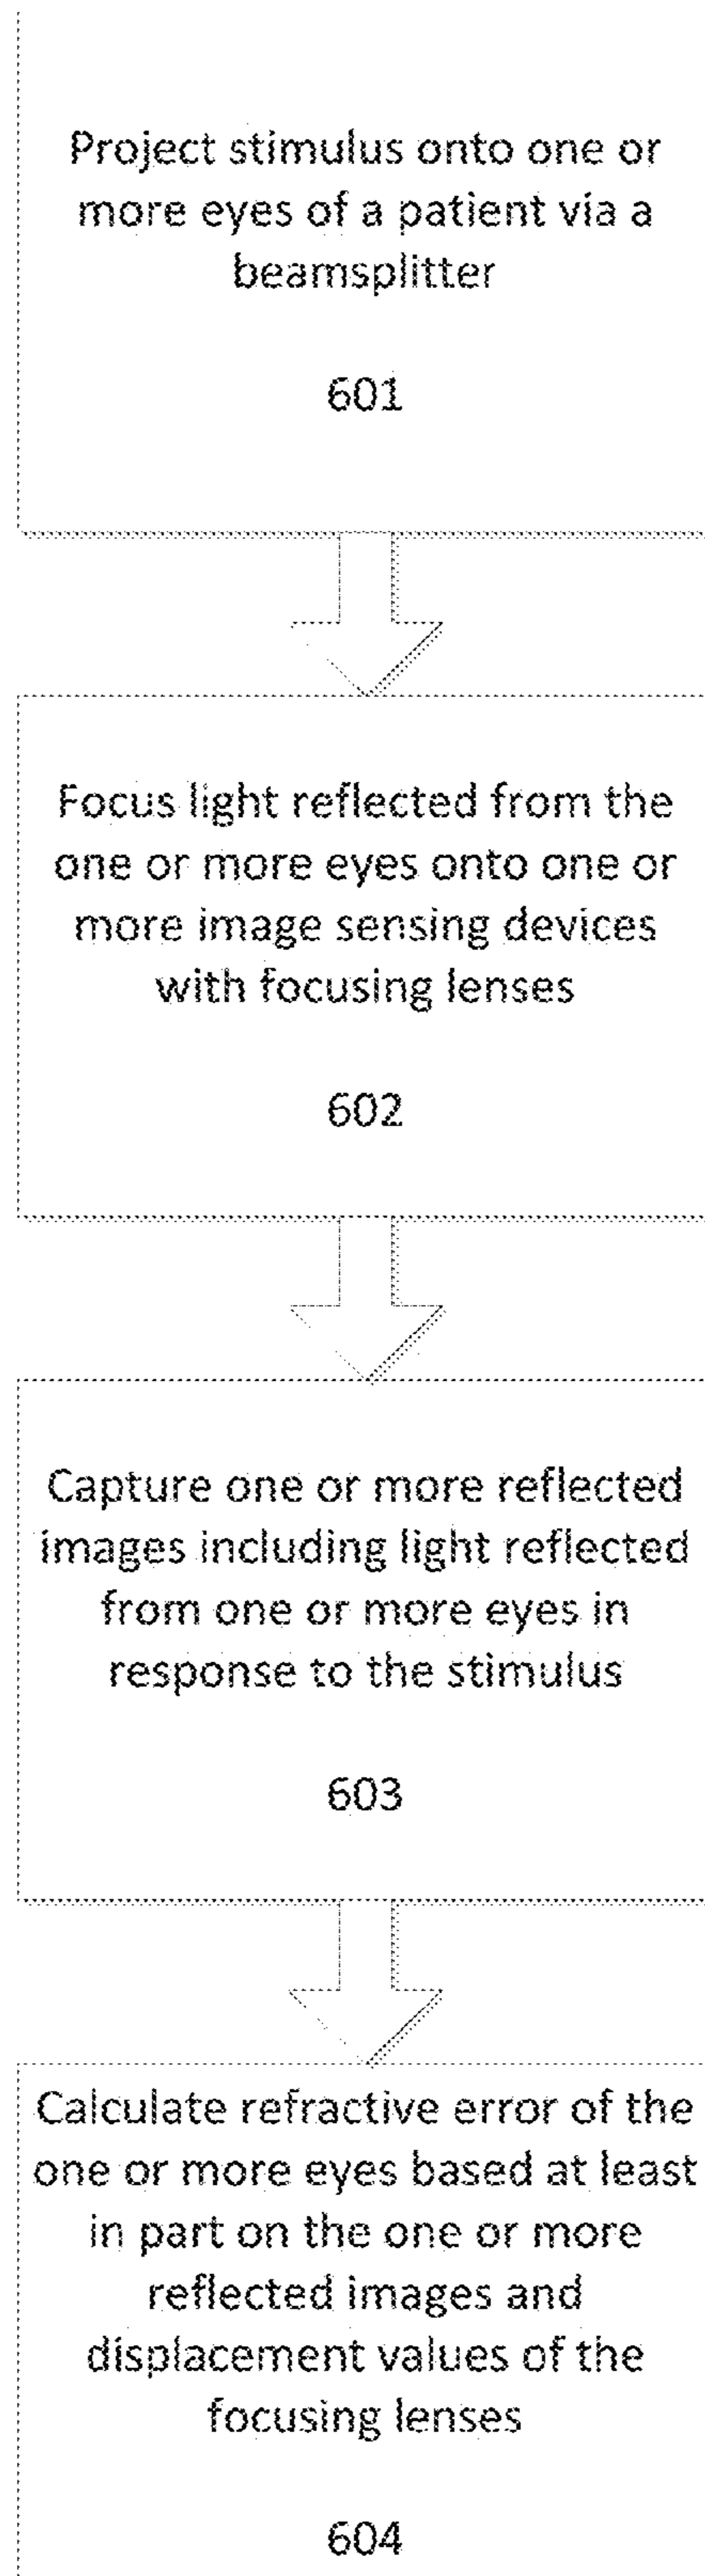 Project stimulus onto one or
more eyes of a patient via a
beamsplitter
601
Focus light reflected from the
one or more eyes onto one or
more image sensing devices
with focusing lenses
602
Capture one or more reflected
images including light reflected
from one or more eyes in
response to the stimulus
603
Calculate refractive error of the
one or more eyes based at least
in part on the one or more
reflected images and
displacement values of the
focusing lenses
604